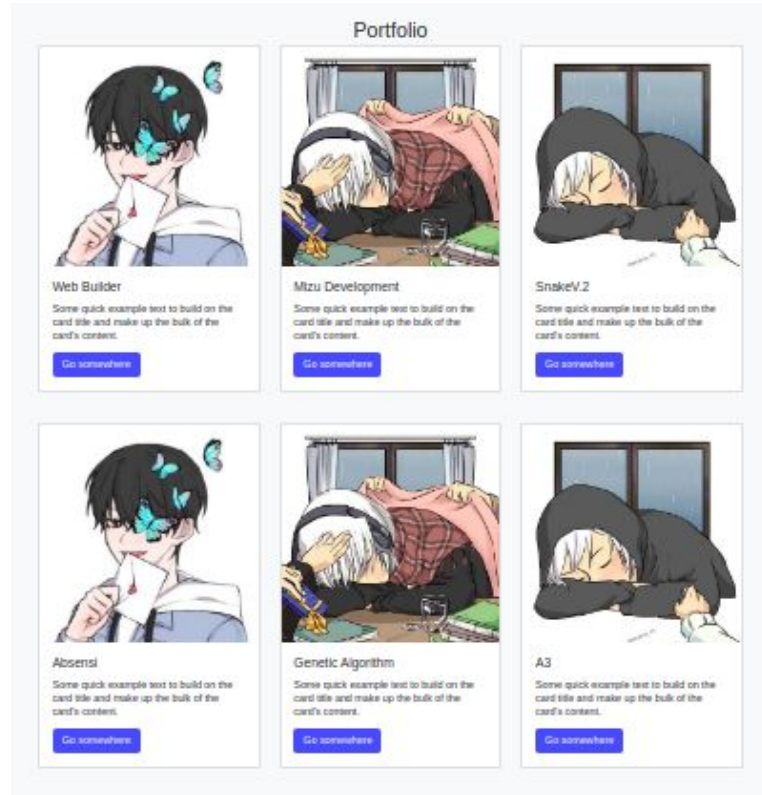 Portfolio
Web Builder
Some quick example text to build on the
card title and make up the bulk of the
card's content.
Go somewhere
Mizu Development
Some quick example text to build on the
card title and make up the bulk of the
card's content.
Go somewhere
SnakeV.2
Some quick example text to build on the
card title and make up the bulk of the
card's content.
Go somewhere
Absensi
Some quick example text to build on the
card title and make up the bulk of the
card's content.
Go somewhere
Genetic Algorithm
Some quick example text to build on the
card title and make up the bulk of the
card's content.
Go somewhere
A3
Some quick example text to build on the
card title and make up the bulk of the
card's content.
Go somewhere